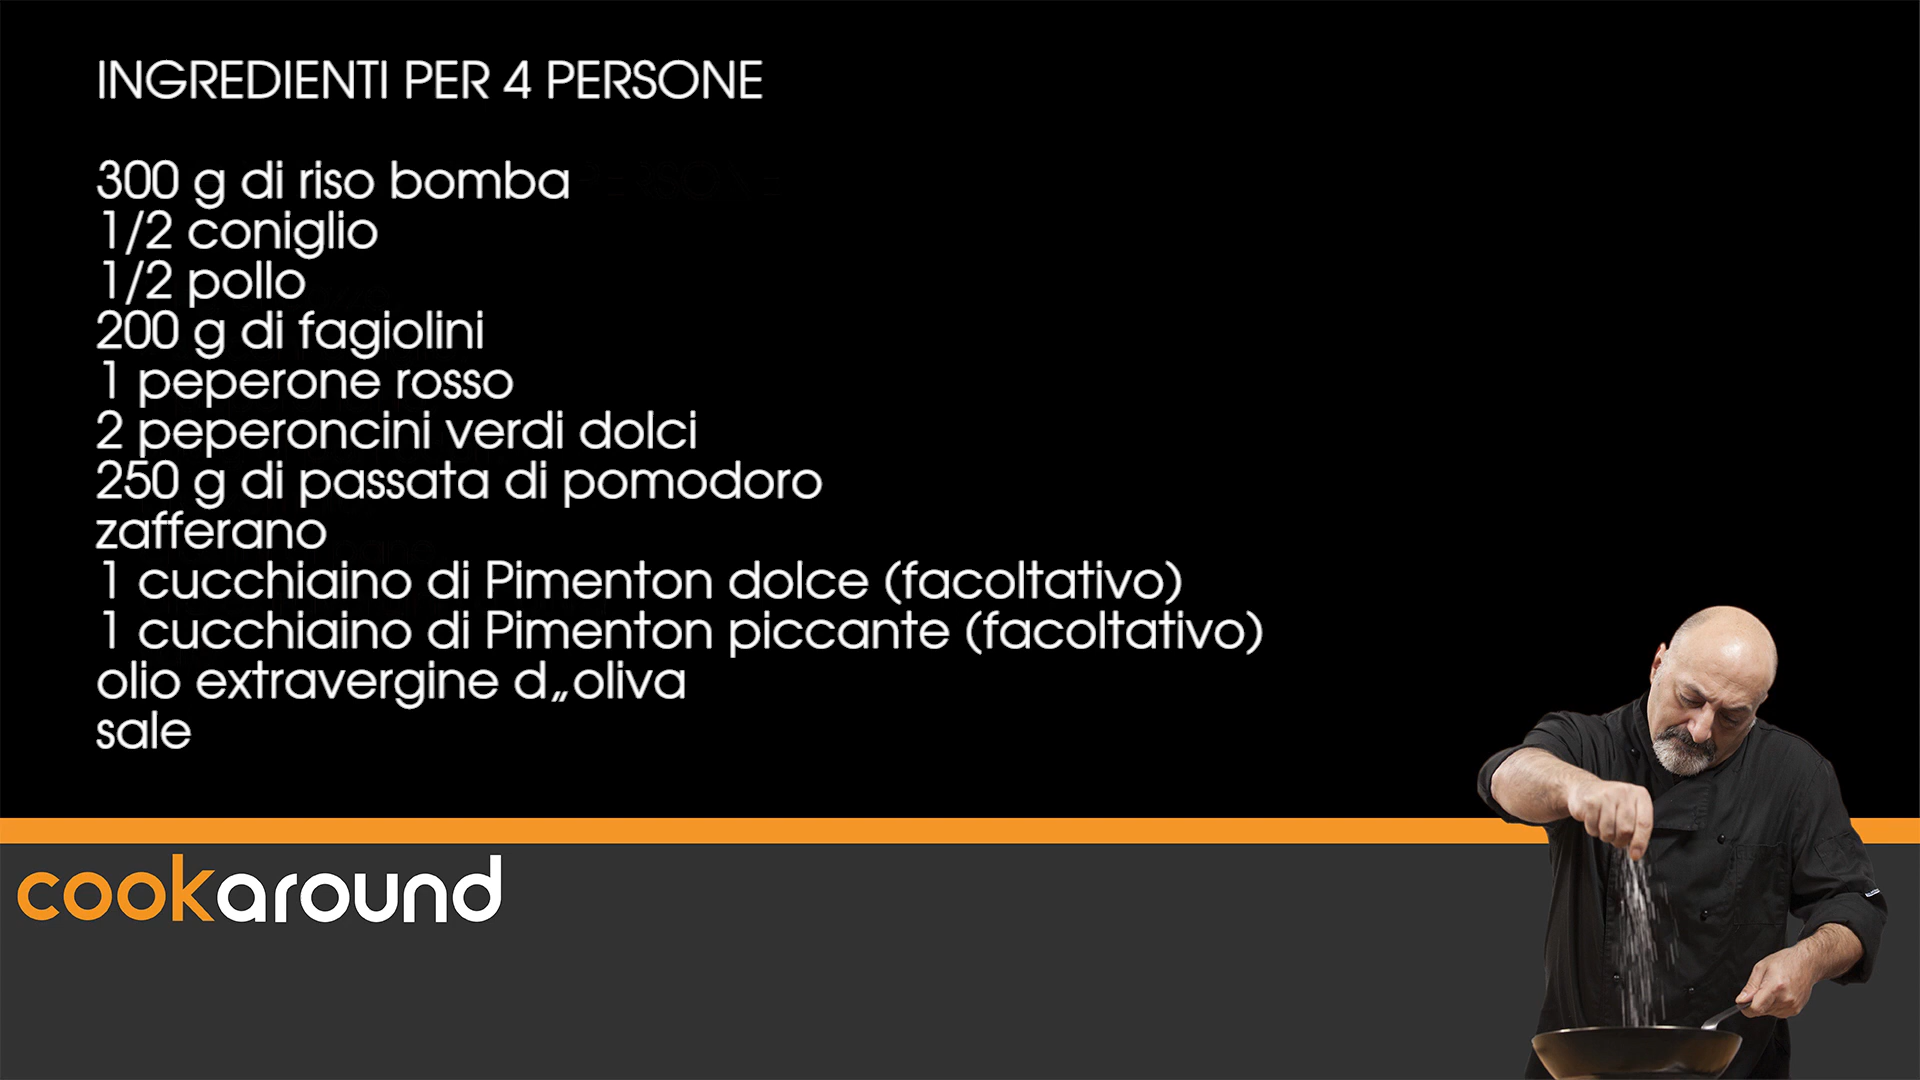 INGREDIENTI PER 4 PERSONE
300 g di riso bomba
1/2 coniglio
1/2 pollo
200 g di fagiolini
1 peperone rosso
2 peperoncini verdi dolci
250 g di passata di pomodoro
zafferano
1 cucchiaino di Pimenton dolce (facoltativo)
1 cucchiaino di Pimenton piccante (facoltativo)
olio extravergine d„oliva
sale
cookaround